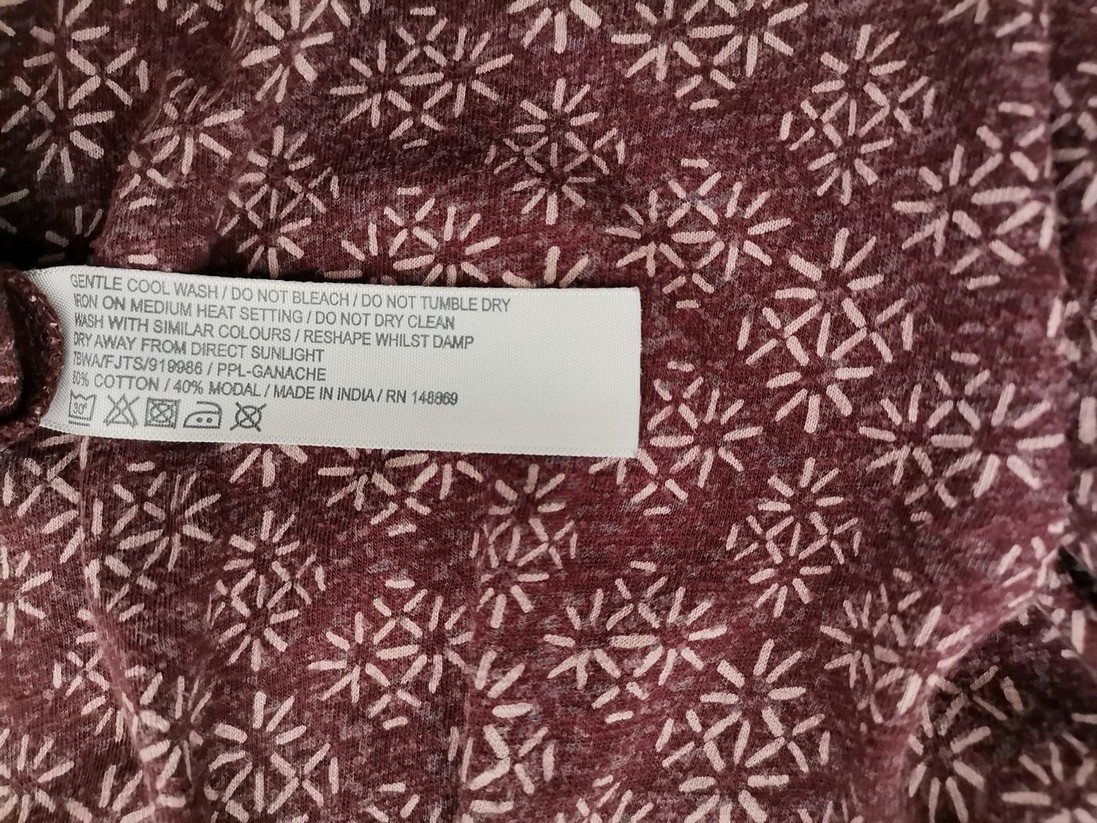 GENTLE COOL WASH / DO NOT BLEACH / DO NOT TUMBLE DRY
IRON ON MEDIUM HEAT SETTING / DO NOT DRY CLEAN
WASH WITH SIMILAR COLOURS / RESHAPE WHILST DAMP
DRY AWAY FROM DIRECT SUNLIGHT
TBWA/FJTS/919986 / PPL-GANACHE
60% COTTON / 40% MODAL / MADE IN INDIA / RN 148869
30°